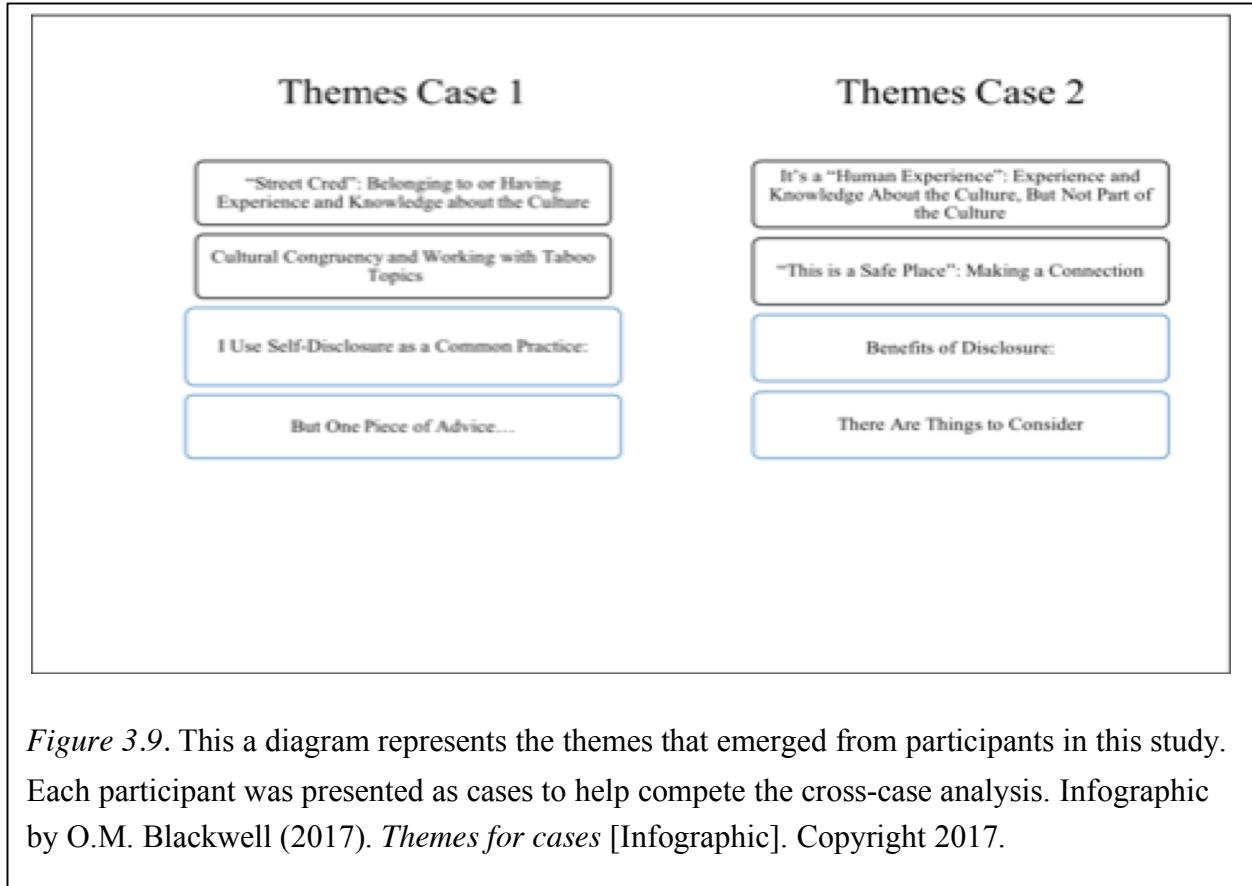 Themes Case 1
“Street Cred”: Belonging to or Having
Experience and Knowledge about the Culture
Cultural Congruency and Working with Taboo
Topics
I Use Self-Disclosure as a Common Practice:
But One Piece of Advice…
Themes Case 2
It’s a “Human Experience”: Experience and
Knowledge About the Culture, But Not Part of
the Culture
“This is a Safe Place”: Making a Connection
Benefits of Disclosure:
There Are Things to Consider
Figure 3.9. This a diagram represents the themes that emerged from participants in this study.
Each participant was presented as cases to help compete the cross-case analysis. Infographic
by O.M. Blackwell (2017). Themes for cases [Infographic]. Copyright 2017.